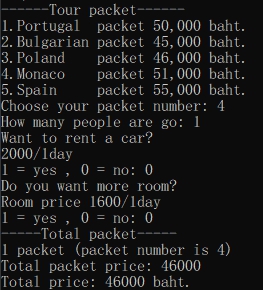 ------Tour packet------
1.Portugal  packet 50,000 baht.
2.Bulgarian packet 45,000 baht.
3.Poland    packet 46,000 baht.
4.Monaco    packet 51,000 baht.
5.Spain     packet 55,000 baht.
Choose your packet number: 4
How many people are go: 1
Want to rent a car?
2000/1day
1 = yes , 0 = no: 0
Do you want more room?
Room price 1600/1day
1 = yes , 0 = no: 0
-----Total packet-----
1 packet (packet number is 4)
Total packet price: 46000
Total price: 46000 baht.